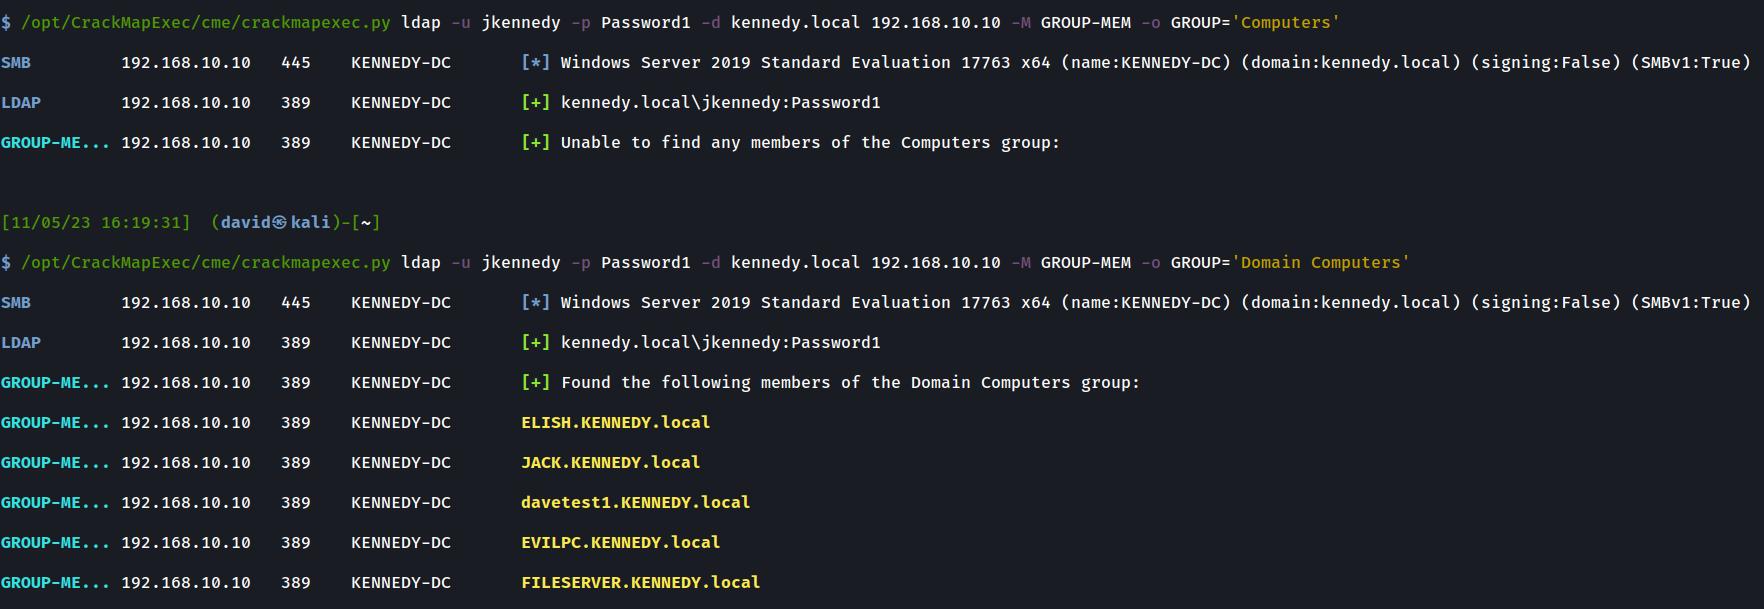 $ /opt/CrackMapExec/cme/crackmapexec.py ldap -u jkennedy -p Password1 -d kennedy.local 192.168.10.10 -M GROUP-MEM -o GROUP='Computers'
SMB 192.168.10.10 445 KENNEDY-DC [*] Windows Server 2019 Standard Evaluation 17763 x64 (name:KENNEDY-DC) (domain:kennedy.local) (signing:False) (SMBv1:True)
LDAP 192.168.10.10 389 KENNEDY-DC [+] kennedy.local\jkennedy:Password1
GROUP-ME... 192.168.10.10 389 KENNEDY-DC [+] Unable to find any members of the Computers group:
[11/05/23 16:19:31] (david㉿kali)-[~]
$ /opt/CrackMapExec/cme/crackmapexec.py ldap -u jkennedy -p Password1 -d kennedy.local 192.168.10.10 -M GROUP-MEM -o GROUP='Domain Computers'
SMB 192.168.10.10 445 KENNEDY-DC [*] Windows Server 2019 Standard Evaluation 17763 x64 (name:KENNEDY-DC) (domain:kennedy.local) (signing:False) (SMBv1:True)
LDAP 192.168.10.10 389 KENNEDY-DC [+] kennedy.local\jkennedy:Password1
GROUP-ME... 192.168.10.10 389 KENNEDY-DC [+] Found the following members of the Domain Computers group:
GROUP-ME... 192.168.10.10 389 KENNEDY-DC ELISH.KENNEDY.local
GROUP-ME... 192.168.10.10 389 KENNEDY-DC JACK.KENNEDY.local
GROUP-ME... 192.168.10.10 389 KENNEDY-DC davetest1.KENNEDY.local
GROUP-ME... 192.168.10.10 389 KENNEDY-DC EVILPC.KENNEDY.local
GROUP-ME... 192.168.10.10 389 KENNEDY-DC FILESERVER.KENNEDY.local